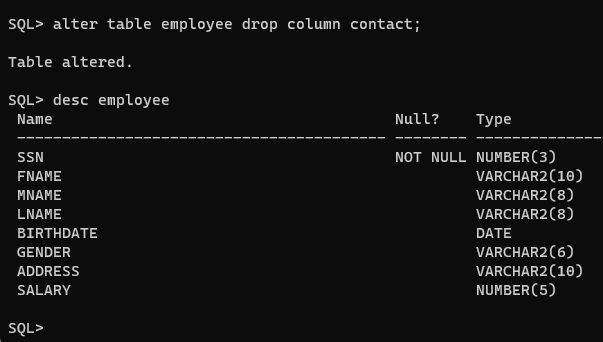 SQL> alter table employee drop column contact;
Table altered.
SQL> desc employee
Name                                      Null?    Type
----------------------------------------- -------- --------------
SSN                                       NOT NULL NUMBER(3)
FNAME                                              VARCHAR2(10)
MNAME                                              VARCHAR2(8)
LNAME                                              VARCHAR2(8)
BIRTHDATE                                          DATE
GENDER                                             VARCHAR2(6)
ADDRESS                                            VARCHAR2(10)
SALARY                                             NUMBER(5)
SQL>